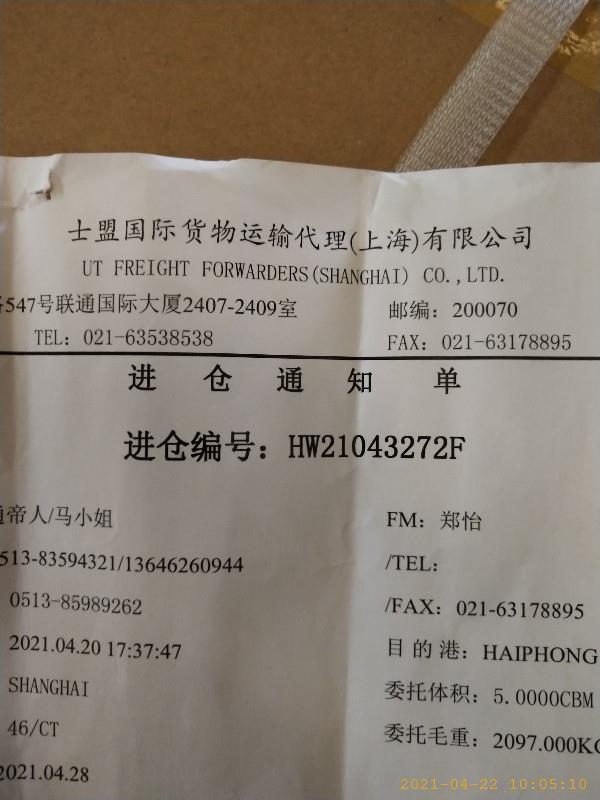 士盟国际货物运输代理(上海)有限公司
UT FREIGHT FORWARDERS(SHANGHAI) CO.,LTD.
路547号联通国际大厦2407-2409室 邮编：200070
TEL：021-63538538 FAX：021-63178895
进仓通知单
进仓编号：HW21043272F
通帝人/马小姐 FM：郑怡
513-83594321/13646260944 /TEL：
0513-85989262 /FAX：021-63178895
2021.04.20 17:37:47 目的港：HAIPHONG
SHANGHAI 委托体积：5.0000CBM
46/CT 委托毛重：2097.000KG
2021.04.28
2021-04-22 10:05:10